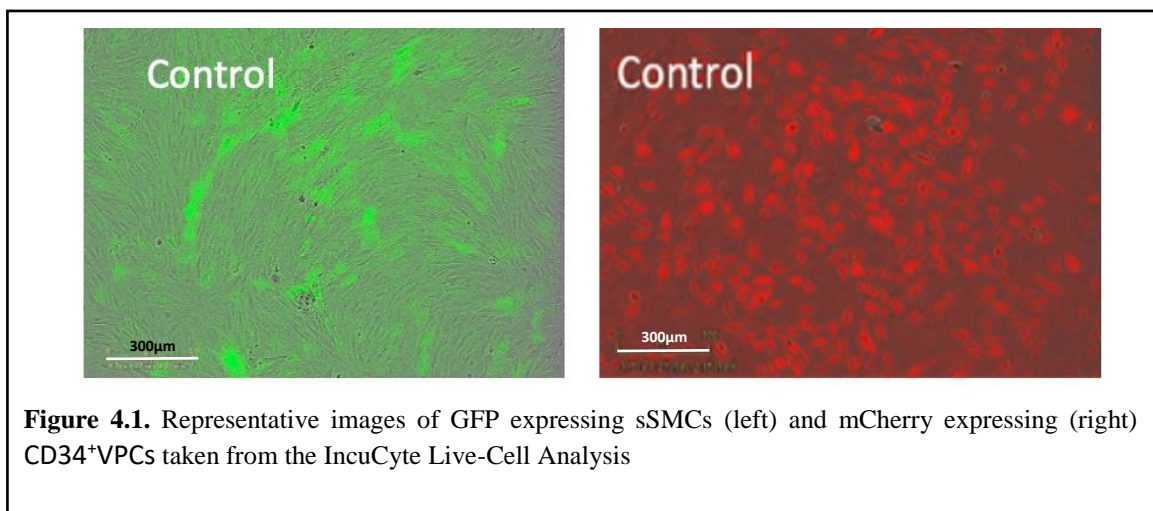 Control
Control
300µm
300µm
Figure 4.1. Representative images of GFP expressing sSMCs (left) and mCherry expressing (right)
CD34⁺VPCs taken from the IncuCyte Live-Cell Analysis